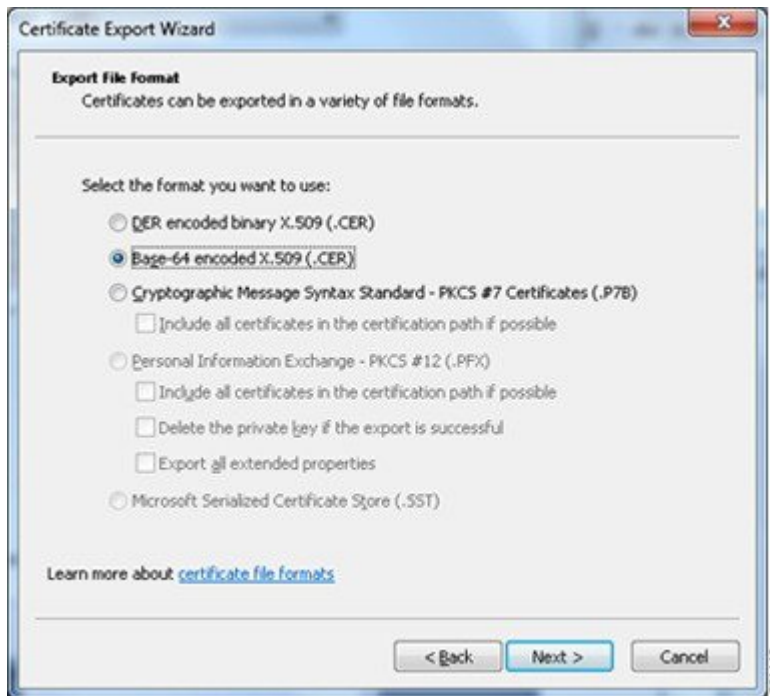 Certificate Export Wizard
Export File Format
Certificates can be exported in a variety of file formats.
Select the format you want to use:
DER encoded binary X.509 (.CER)
Base-64 encoded X.509 (.CER)
Cryptographic Message Syntax Standard - PKCS #7 Certificates (.P7B)
Include all certificates in the certification path if possible
Personal Information Exchange - PKCS #12 (.PFX)
Include all certificates in the certification path if possible
Delete the private key if the export is successful
Export all extended properties
Microsoft Serialized Certificate Store (.SST)
Learn more about certificate file formats
< Back Next > Cancel